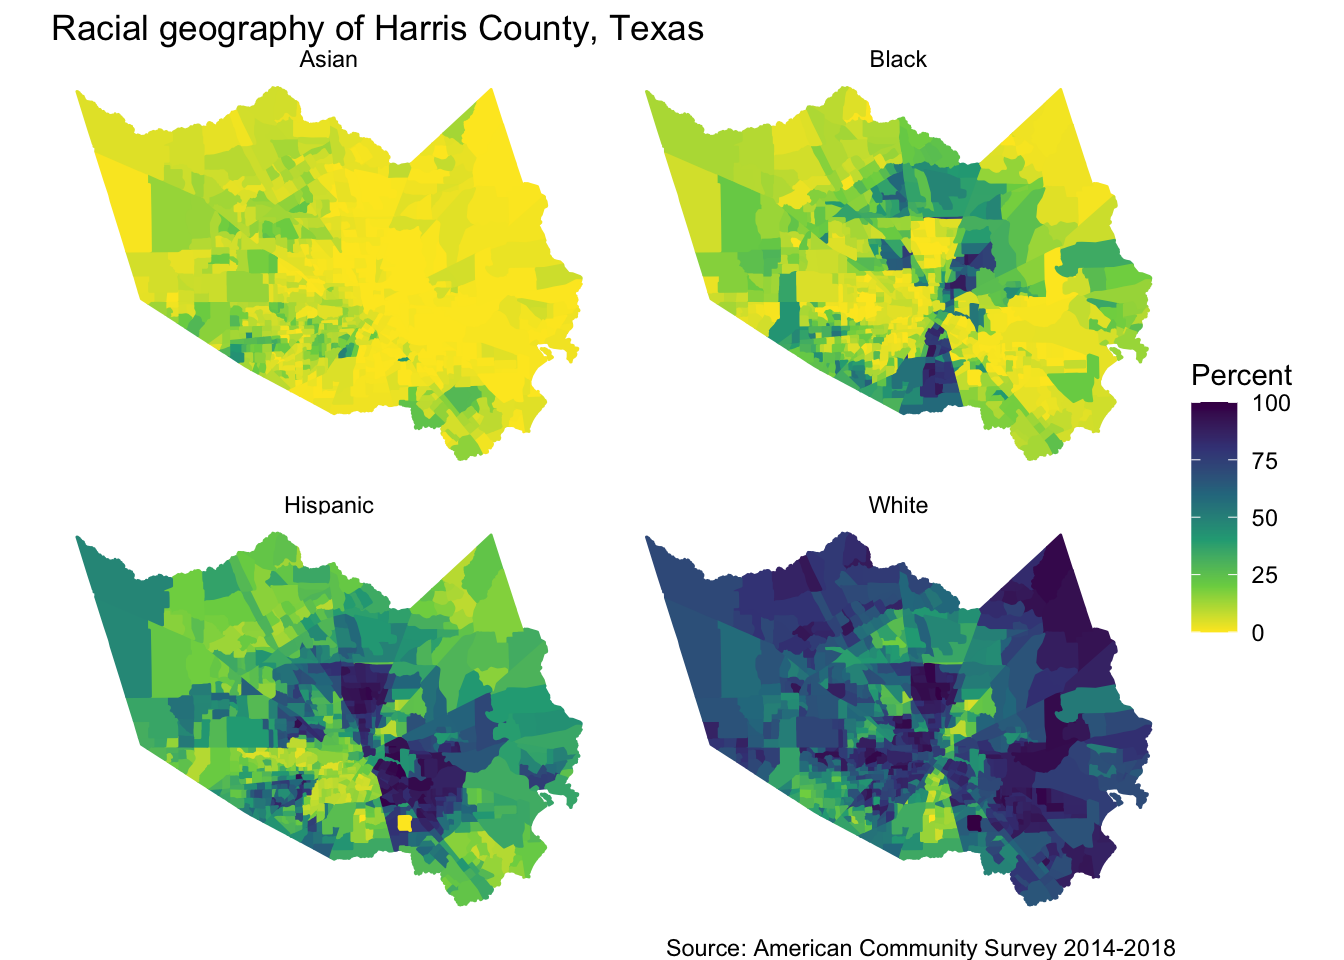 Racial geography of Harris County, Texas
Asian
Black
Percent
100
75
50
25
0
Hispanic
White
Source: American Community Survey 2014-2018